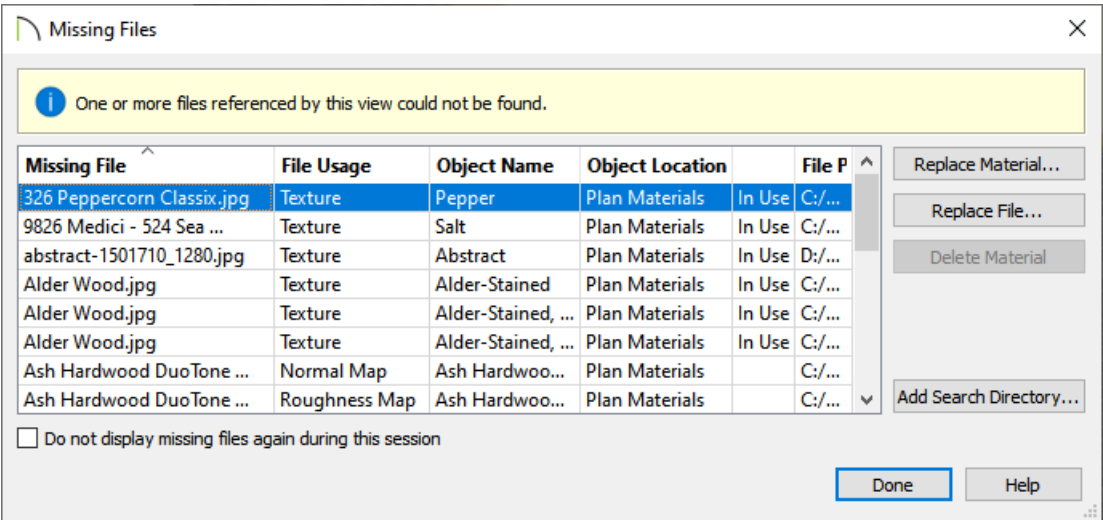 Missing Files
One or more files referenced by this view could not be found.
Missing File File Usage Object Name Object Location File P
326 Peppercorn Classix.jpg Texture Pepper Plan Materials In Use C:/...
9826 Medici - 524 Sea ... Texture Salt Plan Materials In Use C:/...
abstract-1501710_1280.jpg Texture Abstract Plan Materials In Use D:/...
Alder Wood.jpg Texture Alder-Stained Plan Materials In Use C:/...
Alder Wood.jpg Texture Alder-Stained, ... Plan Materials In Use C:/...
Alder Wood.jpg Texture Alder-Stained, ... Plan Materials In Use C:/...
Ash Hardwood DuoTone ... Normal Map Ash Hardwoo... Plan Materials C:/...
Ash Hardwood DuoTone ... Roughness Map Ash Hardwoo... Plan Materials C:/...
Replace Material...
Replace File...
Delete Material
Add Search Directory...
Do not display missing files again during this session
Done Help